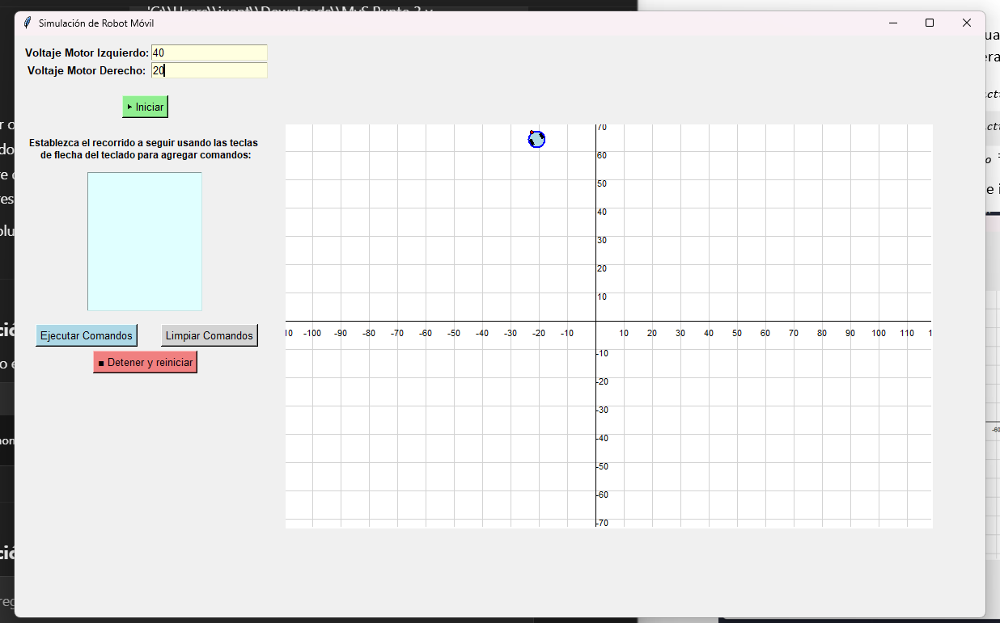 Simulación de Robot Móvil
Voltaje Motor Izquierdo: 40
Voltaje Motor Derecho: 20
▶ Iniciar
Establezca el recorrido a seguir usando las teclas
de flecha del teclado para agregar comandos:
Ejecutar Comandos Limpiar Comandos
■ Detener y reiniciar
70
60
50
40
30
20
10
-100 -90 -80 -70 -60 -50 -40 -30 -20 -10 10 20 30 40 50 60 70 80 90 100 110
-10
-20
-30
-40
-50
-60
-70
-60